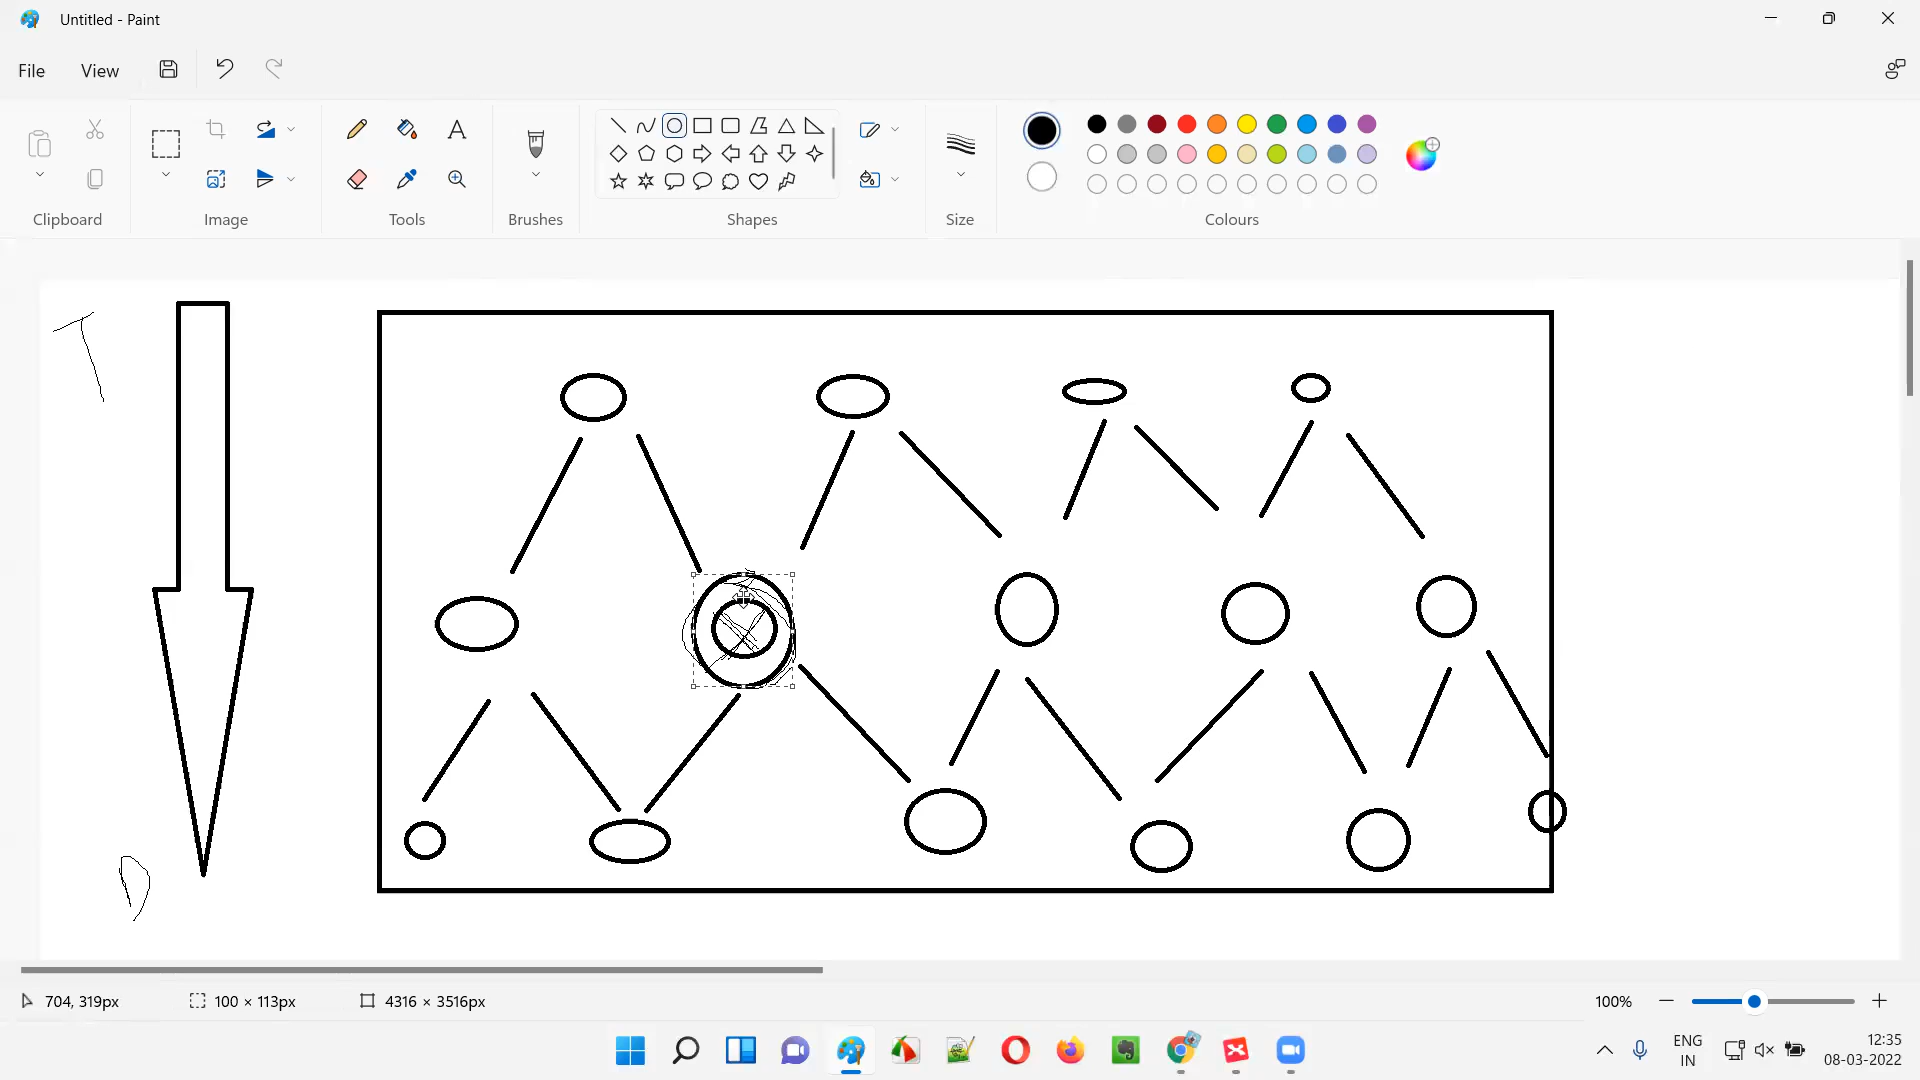 Untitled - Paint
File
View
Clipboard
Image
Tools
Brushes
Shapes
Size
Colours
T
D
704, 319px
100 × 113px
4316 × 3516px
100%
ENG
IN
12:35
08-03-2022